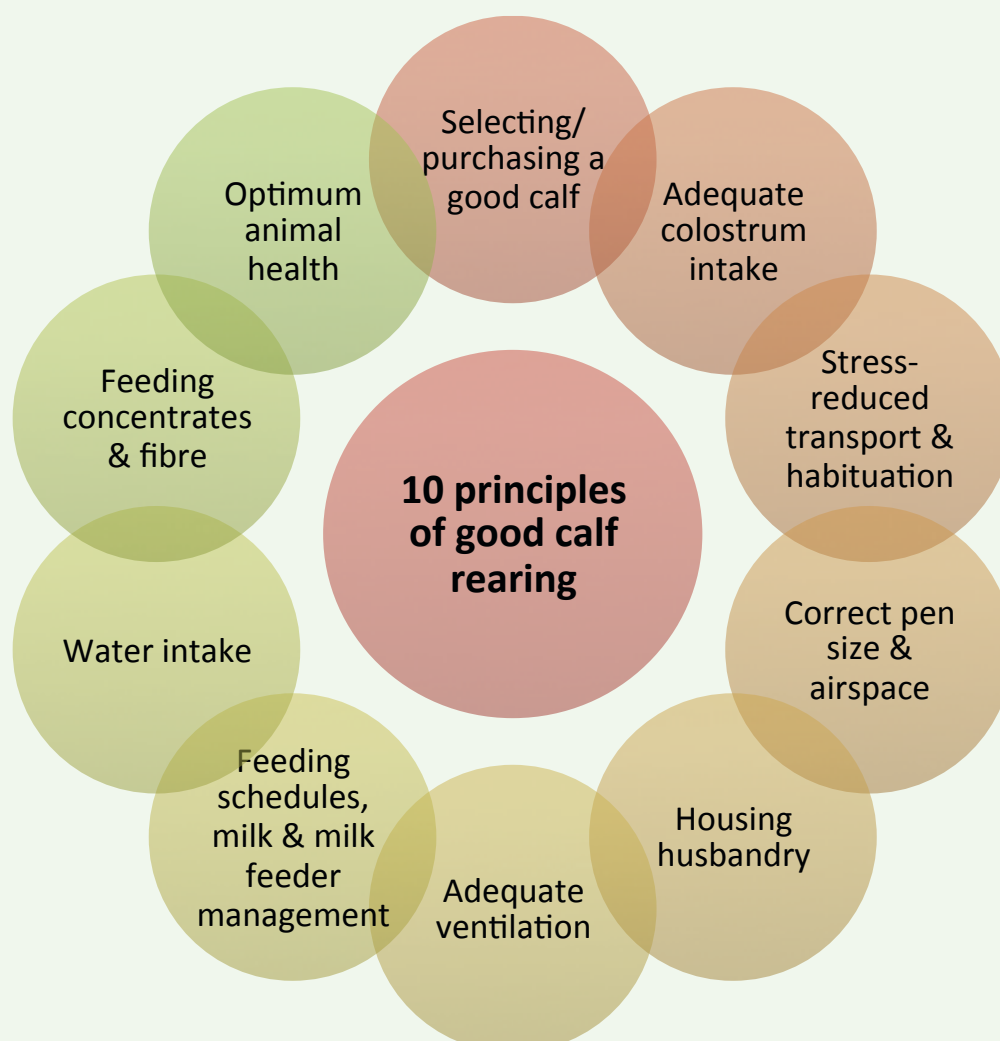 Selecting/
purchasing a
good calf
Adequate
colostrum
intake
Stress-
reduced
transport &
habituation
Correct pen
size &
airspace
Housing
husbandry
Adequate
ventilation
Feeding
schedules,
milk & milk
feeder
management
Water intake
Feeding
concentrates
& fibre
Optimum
animal
health
10 principles
of good calf
rearing